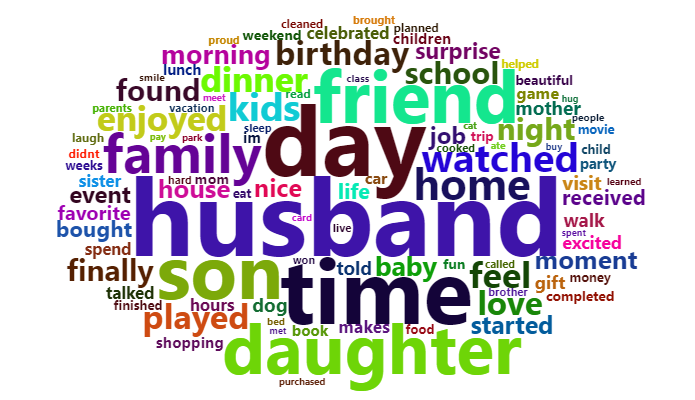 cleaned brought
proud weekend celebrated planned
morning birthday children surprise
lunch smile dinner friend class school helped
found meet kids read beautiful
parents vacation game hug mother
enjoyed day night people
laugh pay park sleep im job cat trip movie
didnt family watched cooked ate buy child
weeks party
sister hard mom car home visit learned
event house eat nice life received
favorite husband card live walk spent
bought excited
spend won told baby fun called feel moment
finally son time brother gift money
talked hours dog love completed
finished played bed makes food started
met book
shopping daughter
purchased